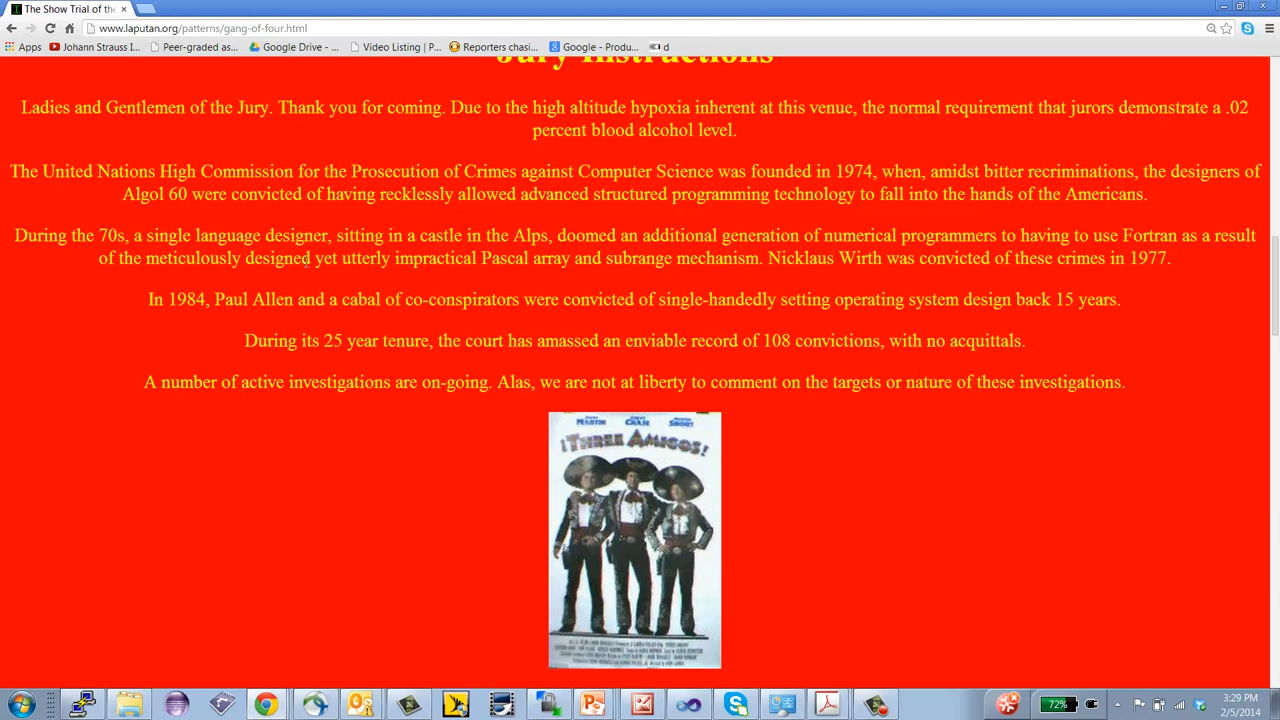 The Show Trial of the
www.laputan.org/patterns/gang-of-four.html
Apps Johann Strauss I... Peer-graded as... Google Drive - ... Video Listing | P... Reporters chasi... Google - Produ... d
Jury Instructions
Ladies and Gentlemen of the Jury. Thank you for coming. Due to the high altitude hypoxia inherent at this venue, the normal requirement that jurors demonstrate a .02
percent blood alcohol level.
The United Nations High Commission for the Prosecution of Crimes against Computer Science was founded in 1974, when, amidst bitter recriminations, the designers of
Algol 60 were convicted of having recklessly allowed advanced structured programming technology to fall into the hands of the Americans.
During the 70s, a single language designer, sitting in a castle in the Alps, doomed an additional generation of numerical programmers to having to use Fortran as a result
of the meticulously designed yet utterly impractical Pascal array and subrange mechanism. Nicklaus Wirth was convicted of these crimes in 1977.
In 1984, Paul Allen and a cabal of co-conspirators were convicted of single-handedly setting operating system design back 15 years.
During its 25 year tenure, the court has amassed an enviable record of 108 convictions, with no acquittals.
A number of active investigations are on-going. Alas, we are not at liberty to comment on the targets or nature of these investigations.
MARTIN CHASE SHORT
¡THREE AMIGOS!
72%
3:29 PM
2/5/2014